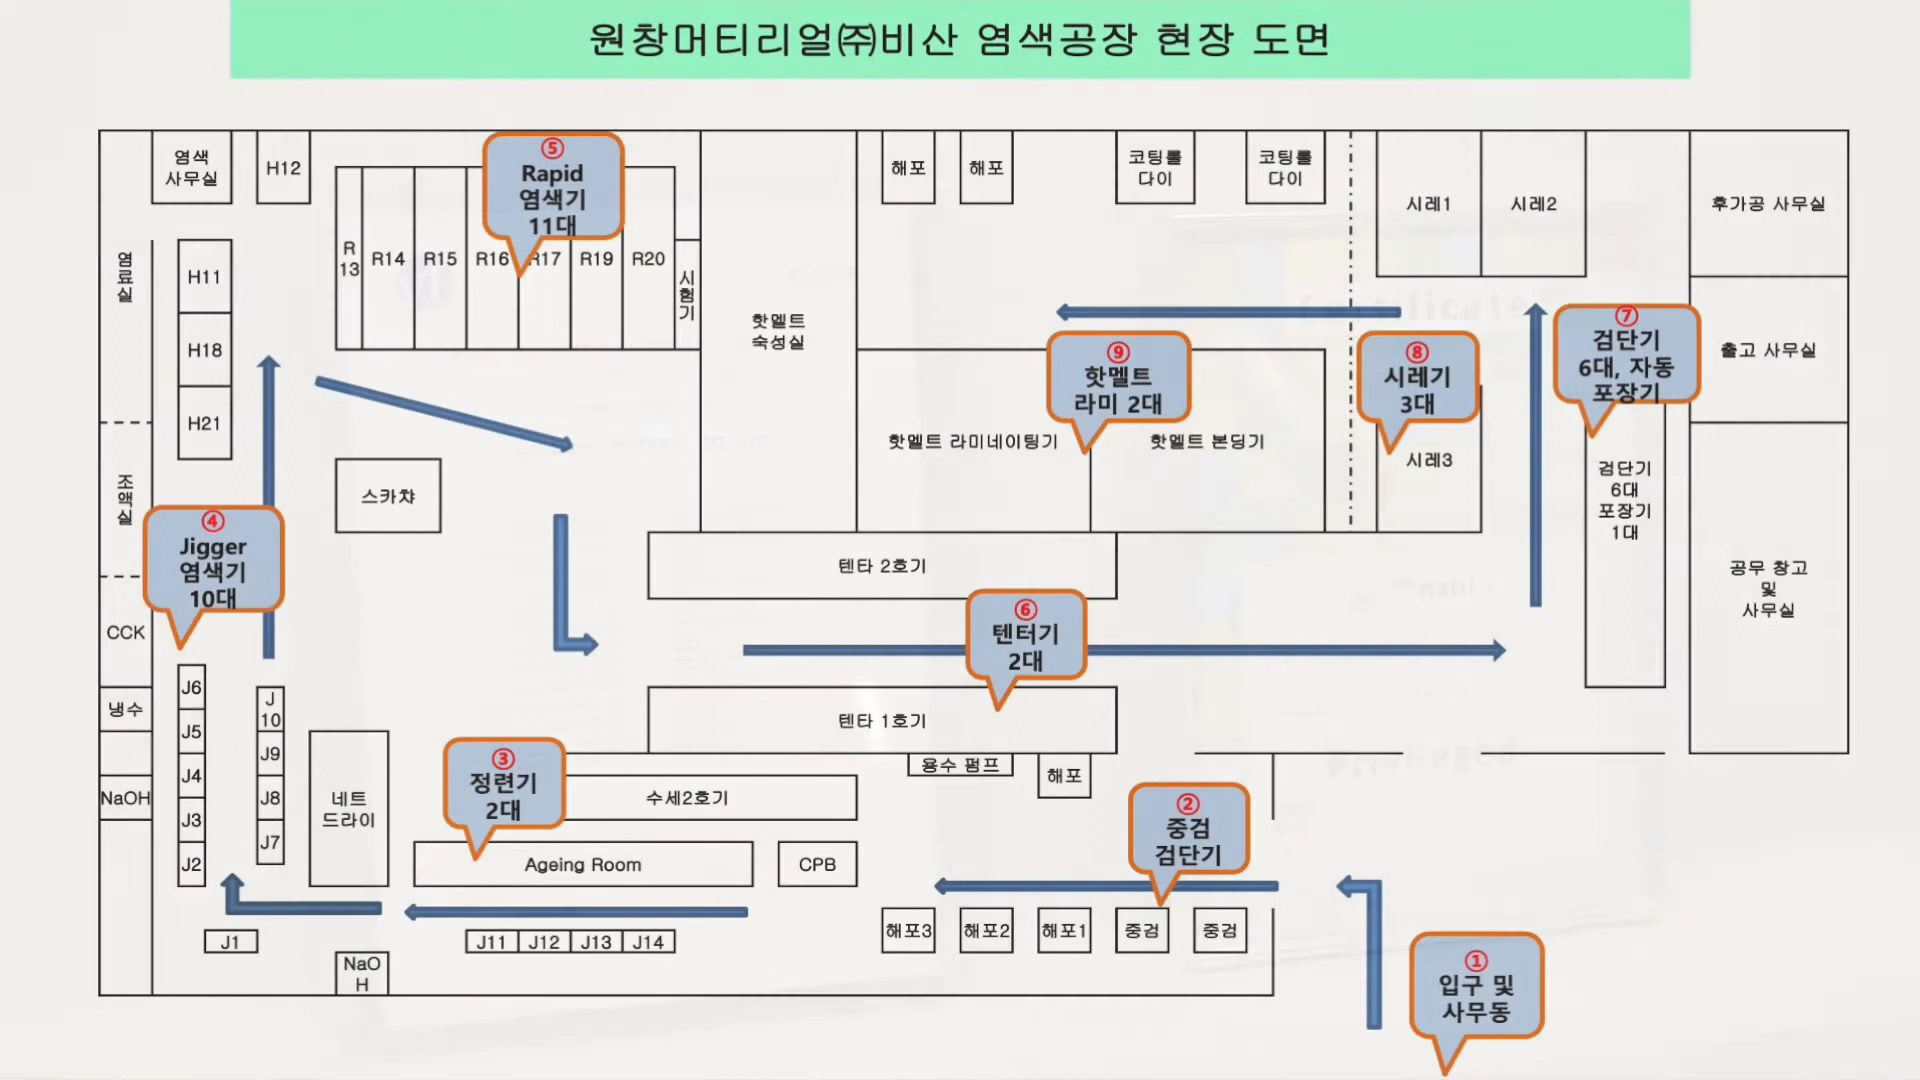 원창머티리얼㈜비산 염색공장 현장 도면
염색
사무실
H12
⑤
Rapid
염색기
11대
해포
해포
코팅롤
다이
코팅롤
다이
시레1
시레2
후가공 사무실
염
료
실
H11
H18
H21
R
13
R14
R15
R16
R17
R19
R20
시
험
기
핫멜트
숙성실
⑨
핫멜트
라미 2대
⑧
시레기
3대
⑦
검단기
6대, 자동
포장기
출고 사무실
핫멜트 라미네이팅기
핫멜트 본딩기
시레3
검단기
6대
포장기
1대
조
액
실
스카챠
④
Jigger
염색기
10대
텐타 2호기
공무 창고
및
사무실
CCK
⑥
텐터기
2대
냉수
NaOH
J6
J5
J4
J3
J2
J
10
J9
J8
J7
네트
드라이
텐타 1호기
③
정련기
2대
용수 펌프
해포
수세2호기
②
중검
검단기
Ageing Room
CPB
J1
J11
J12
J13
J14
해포3
해포2
해포1
중검
중검
NaO
H
①
입구 및
사무동